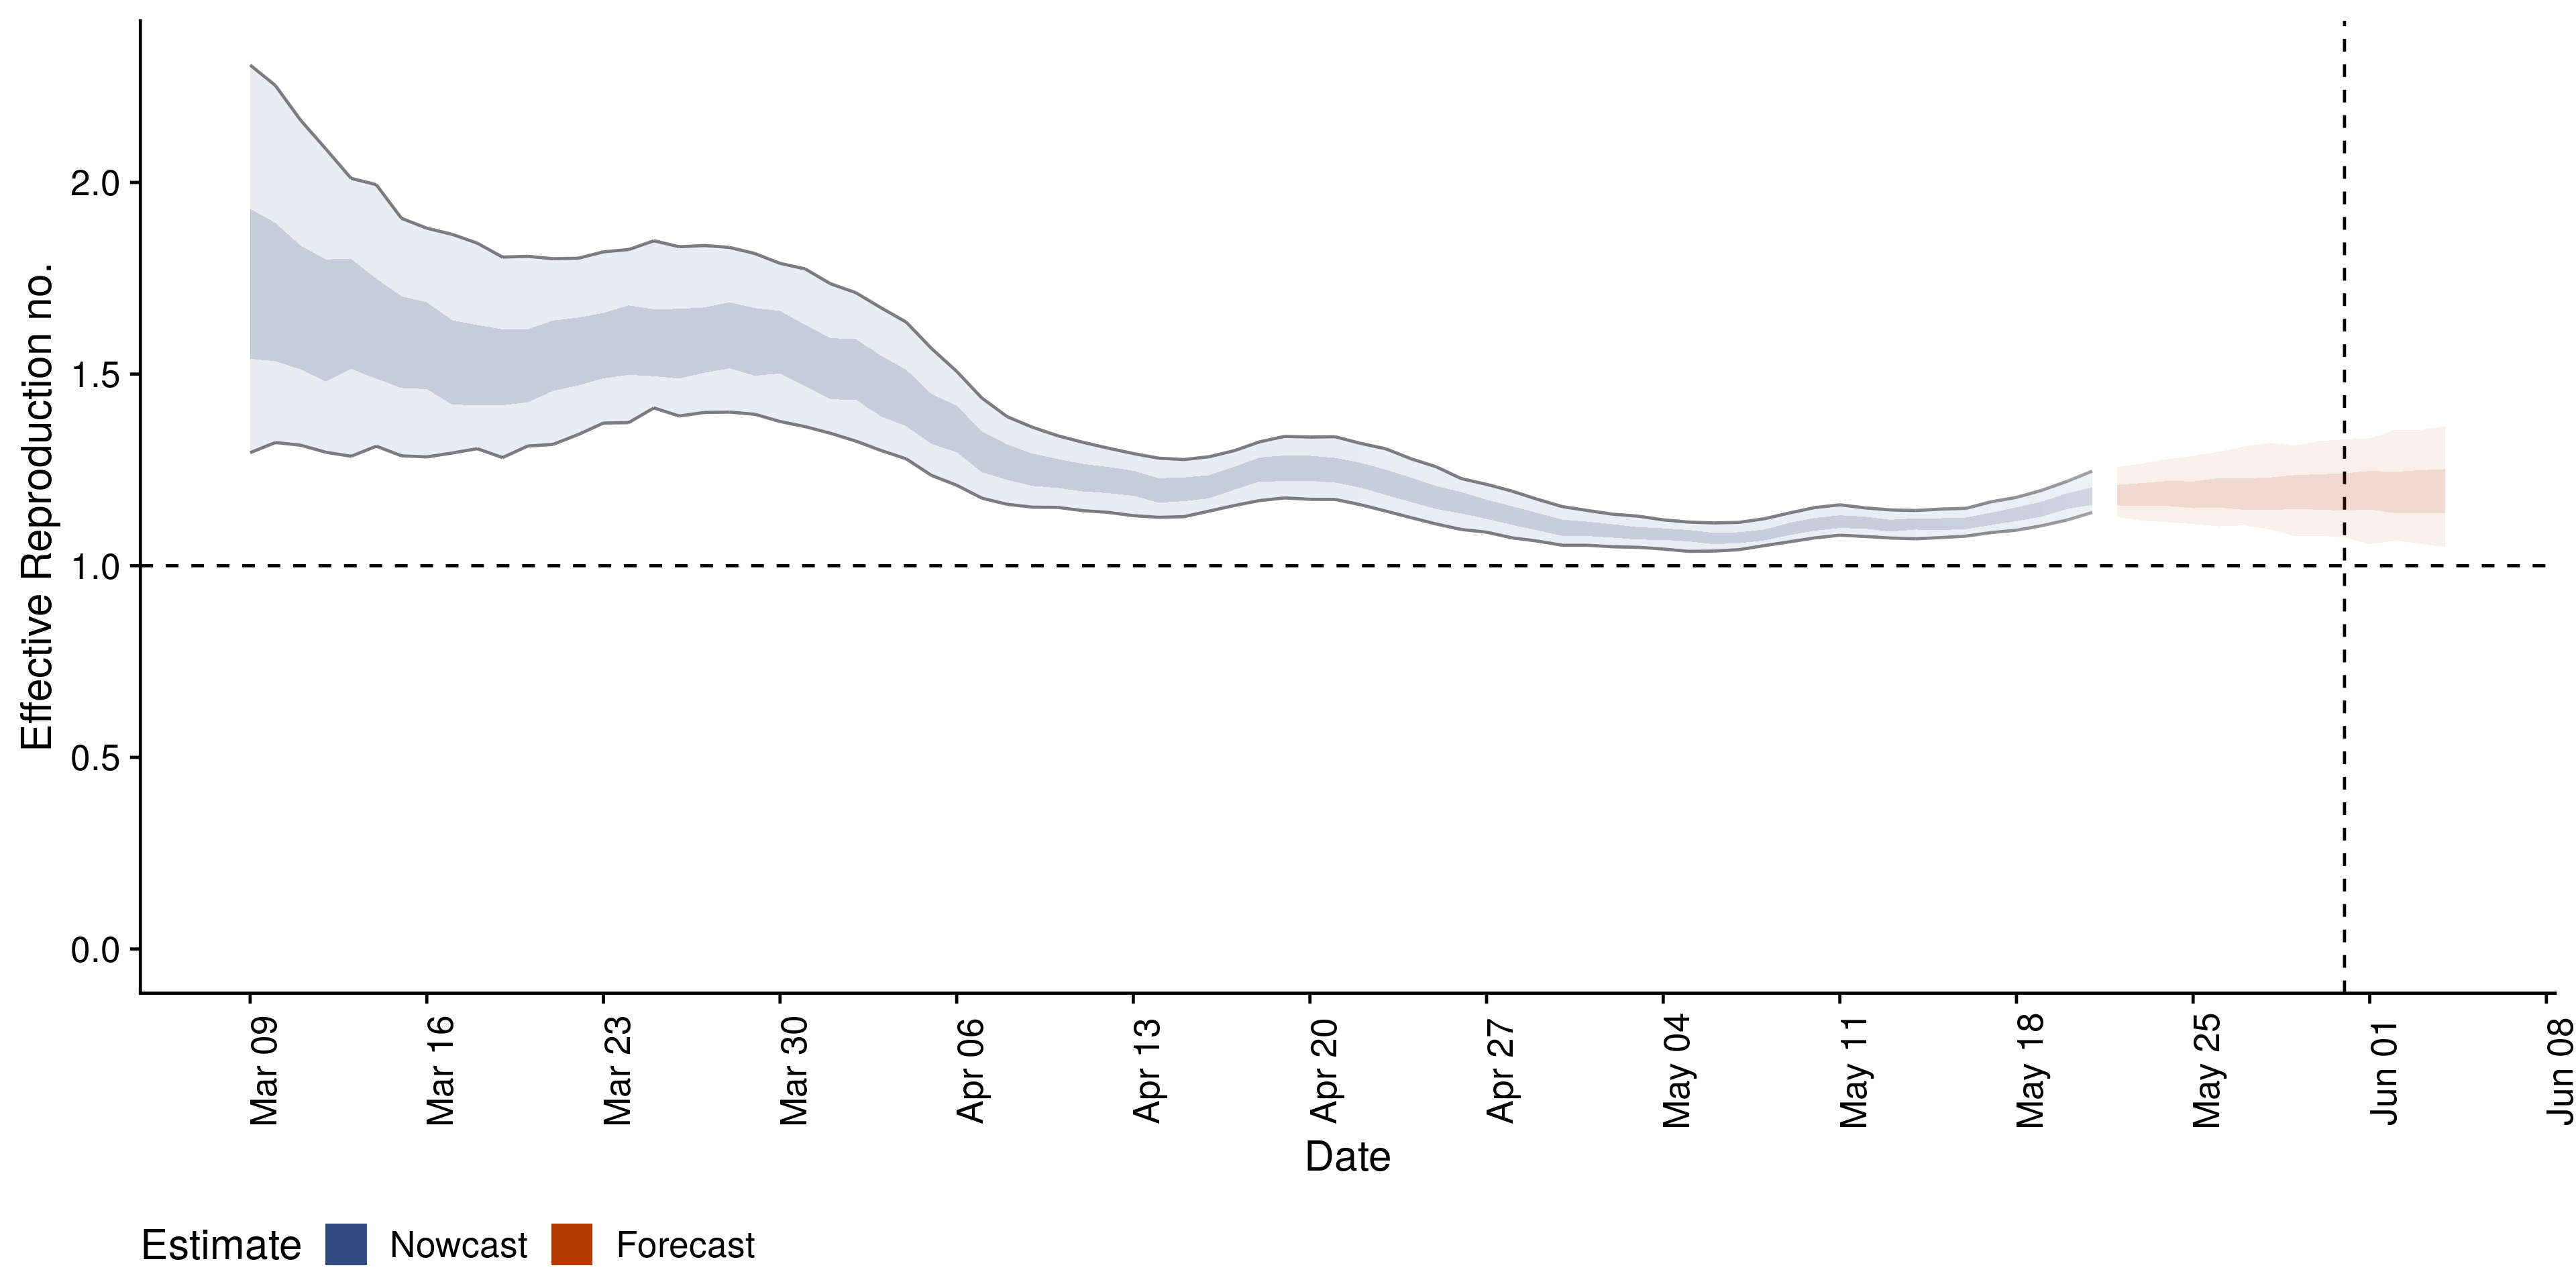 Effective Reproduction no.
2.0
1.5
1.0
0.5
0.0
Mar 09
Mar 16
Mar 23
Mar 30
Apr 06
Apr 13
Apr 20
Apr 27
May 04
May 11
May 18
May 25
Jun 01
Jun 08
Date
Estimate Nowcast Forecast